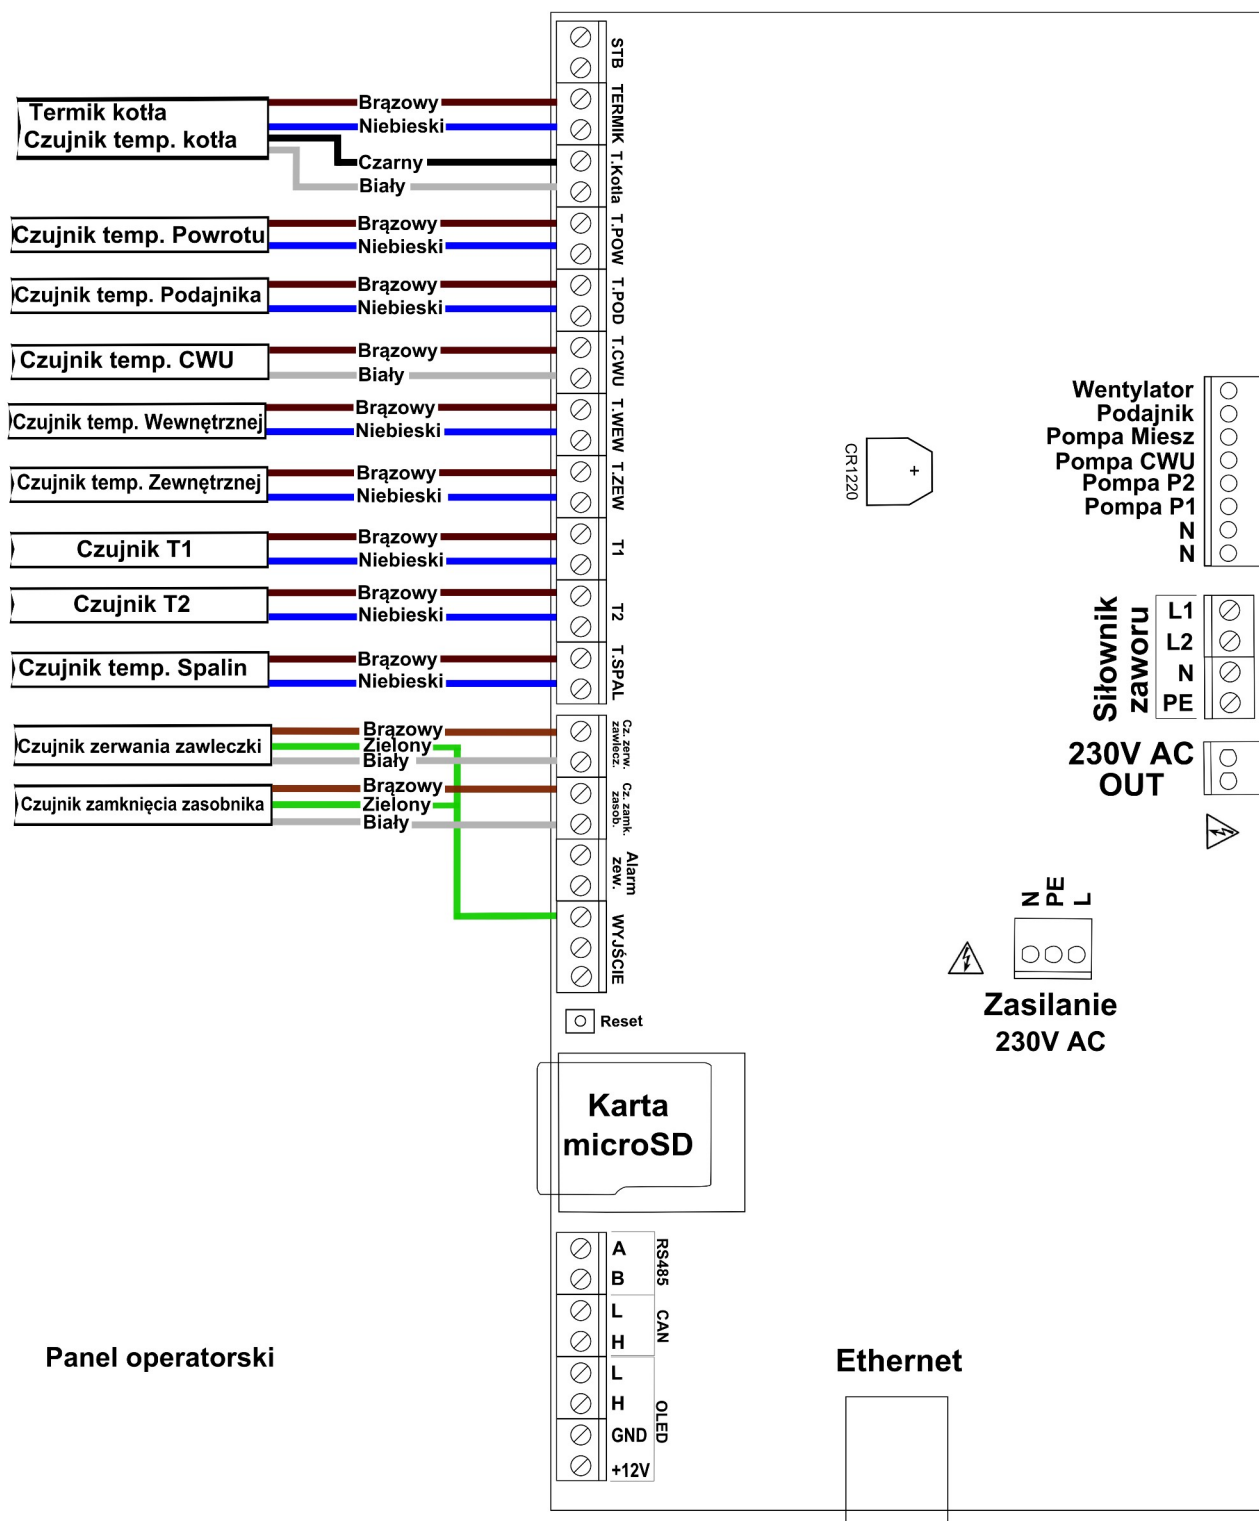 STB
Termik kotła
Czujnik temp. kotła
Brązowy
Niebieski
Czarny
Biały
TERMIK
T.Kotla
Czujnik temp. Powrotu
Brązowy
Niebieski
T.POW
Czujnik temp. Podajnika
Brązowy
Niebieski
T.POD
Czujnik temp. CWU
Brązowy
Biały
T.CWU
Czujnik temp. Wewnętrznej
Brązowy
Niebieski
T.WEW
Czujnik temp. Zewnętrznej
Brązowy
Niebieski
T.ZEW
Czujnik T1
Brązowy
Niebieski
T1
Czujnik T2
Brązowy
Niebieski
T2
Czujnik temp. Spalin
Brązowy
Niebieski
T.SPAL
Czujnik zerwania zawleczki
Brązowy
Zielony
Biały
Cz. zerw.
zawlecz.
Czujnik zamknięcia zasobnika
Brązowy
Zielony
Biały
Cz. zamk.
zasob.
Alarm
zew.
WYJŚCIE
Reset
Karta
microSD
A
B
RS485
L
H
CAN
L
H
GND
+12V
OLED
Panel operatorski
Ethernet
CR1220
+
Wentylator
Podajnik
Pompa Miesz
Pompa CWU
Pompa P2
Pompa P1
N
N
Siłownik
zaworu
L1
L2
N
PE
230V AC
OUT
N
PE
L
Zasilanie
230V AC